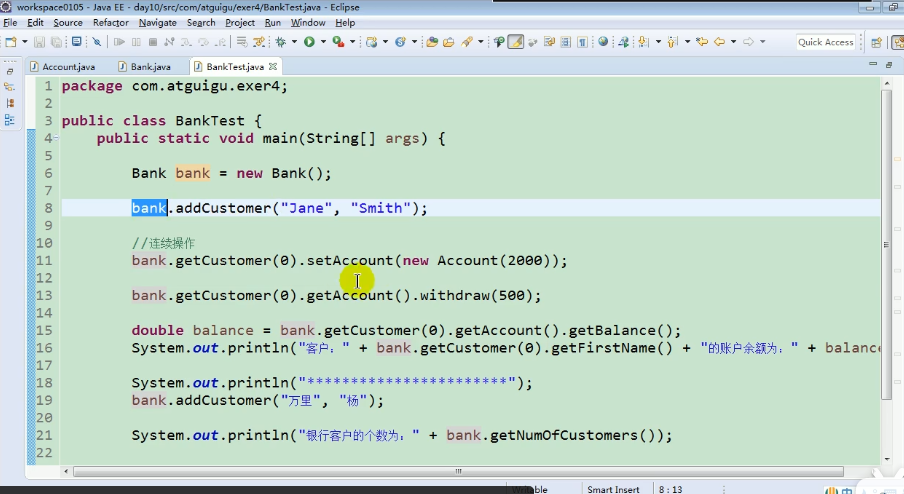 workspace0105 - Java EE - day10/src/com/atguigu/exer4/BankTest.java - Eclipse
File Edit Source Refactor Navigate Search Project Run Window Help
Quick Access
Account.java Bank.java BankTest.java
1 package com.atguigu.exer4;
2
3 public class BankTest {
4 public static void main(String[] args) {
5
6 Bank bank = new Bank();
7
8 bank.addCustomer("Jane", "Smith");
9
10 //连续操作
11 bank.getCustomer(0).setAccount(new Account(2000));
12
13 bank.getCustomer(0).getAccount().withdraw(500);
14
15 double balance = bank.getCustomer(0).getAccount().getBalance();
16 System.out.println("客户：" + bank.getCustomer(0).getFirstName() + "的账户余额为：" + balance
17
18 System.out.println("***********************");
19 bank.addCustomer("万里", "杨");
20
21 System.out.println("银行客户的个数为：" + bank.getNumOfCustomers());
22
Writable Smart Insert 8 : 13